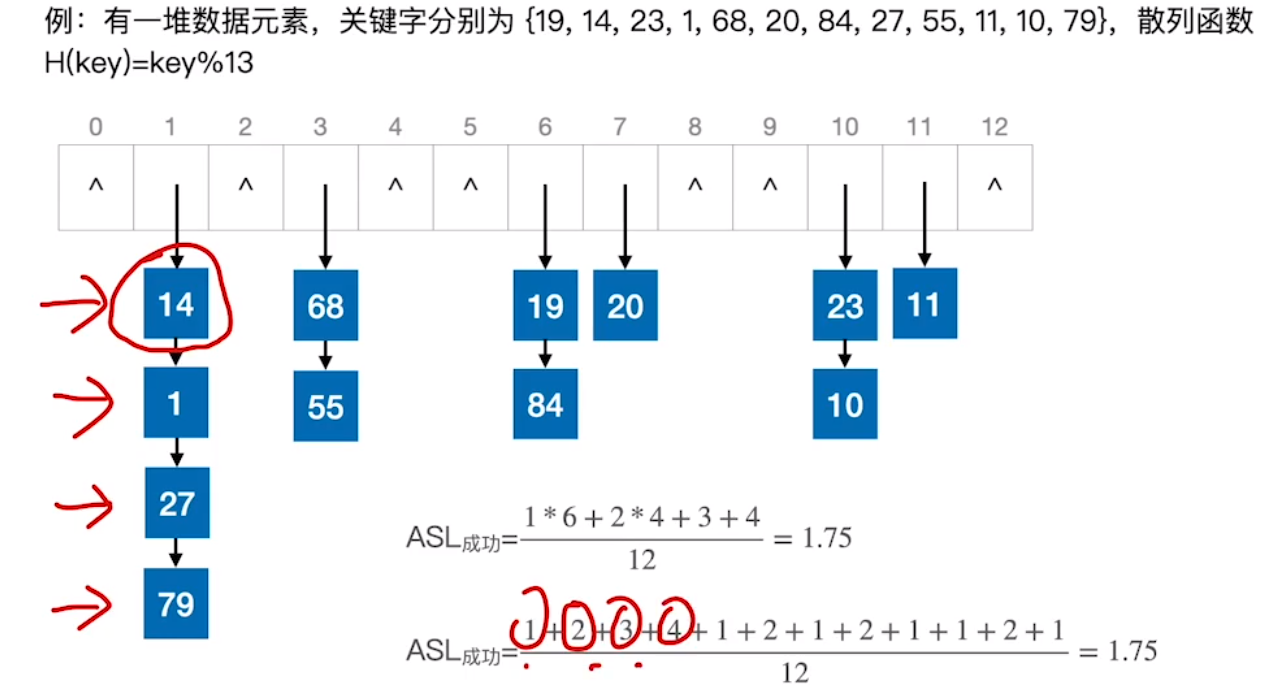 例：有一堆数据元素，关键字分别为 {19, 14, 23, 1, 68, 20, 84, 27, 55, 11, 10, 79}，散列函数
H(key)=key%13
0 1 2 3 4 5 6 7 8 9 10 11 12
^ ^ ^ ^ ^ ^ ^
14 68 19 20 23 11
1 55 84 10
27
79
ASL成功= 1 * 6 + 2 * 4 + 3 + 4 / 12 = 1.75
ASL成功= 1 + 2 + 3 + 4 + 1 + 2 + 1 + 2 + 1 + 1 + 2 + 1 / 12 = 1.75